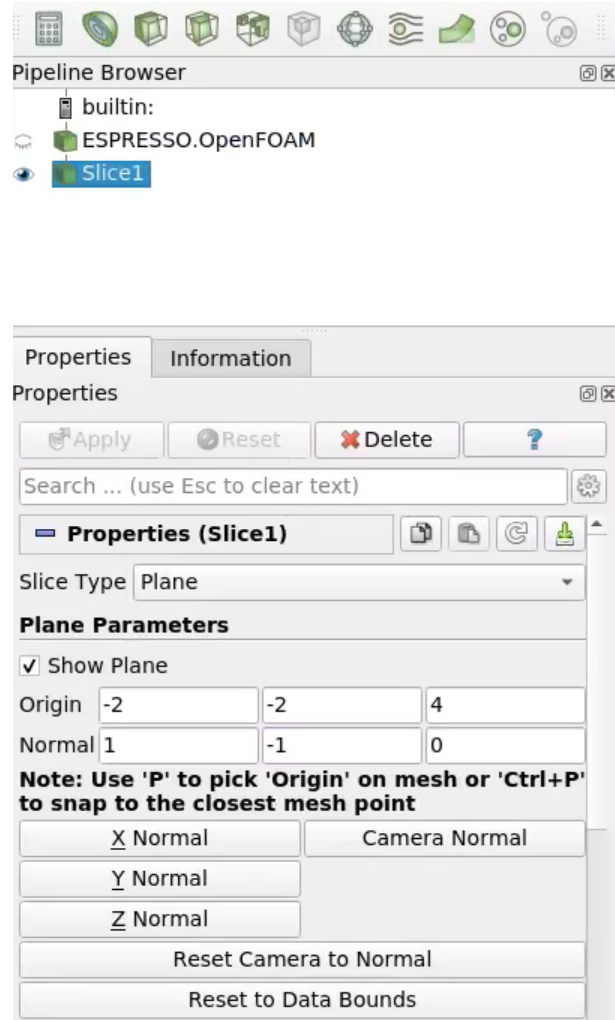 Pipeline Browser
builtin:
ESPRESSO.OpenFOAM
Slice1
Properties Information
Properties
Apply Reset Delete ?
Search ... (use Esc to clear text)
Properties (Slice1)
Slice Type Plane
Plane Parameters
Show Plane
Origin -2 -2 4
Normal 1 -1 0
Note: Use 'P' to pick 'Origin' on mesh or 'Ctrl+P'
to snap to the closest mesh point
X Normal Camera Normal
Y Normal
Z Normal
Reset Camera to Normal
Reset to Data Bounds